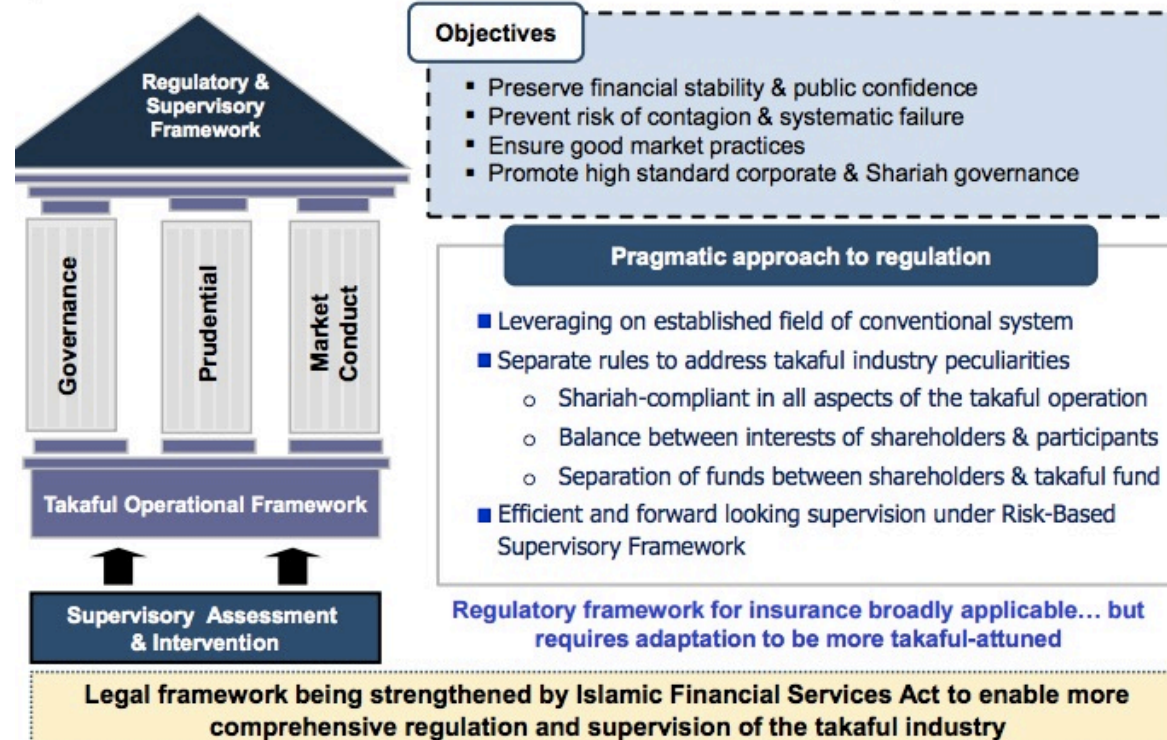 Regulatory &
Supervisory
Framework
Governance
Prudential
Market
Conduct
Takaful Operational Framework
Supervisory Assessment
& Intervention
Objectives
▪ Preserve financial stability & public confidence
▪ Prevent risk of contagion & systematic failure
▪ Ensure good market practices
▪ Promote high standard corporate & Shariah governance
Pragmatic approach to regulation
■ Leveraging on established field of conventional system
■ Separate rules to address takaful industry peculiarities
o Shariah-compliant in all aspects of the takaful operation
o Balance between interests of shareholders & participants
o Separation of funds between shareholders & takaful fund
■ Efficient and forward looking supervision under Risk-Based
Supervisory Framework
Regulatory framework for insurance broadly applicable... but
requires adaptation to be more takaful-attuned
Legal framework being strengthened by Islamic Financial Services Act to enable more
comprehensive regulation and supervision of the takaful industry